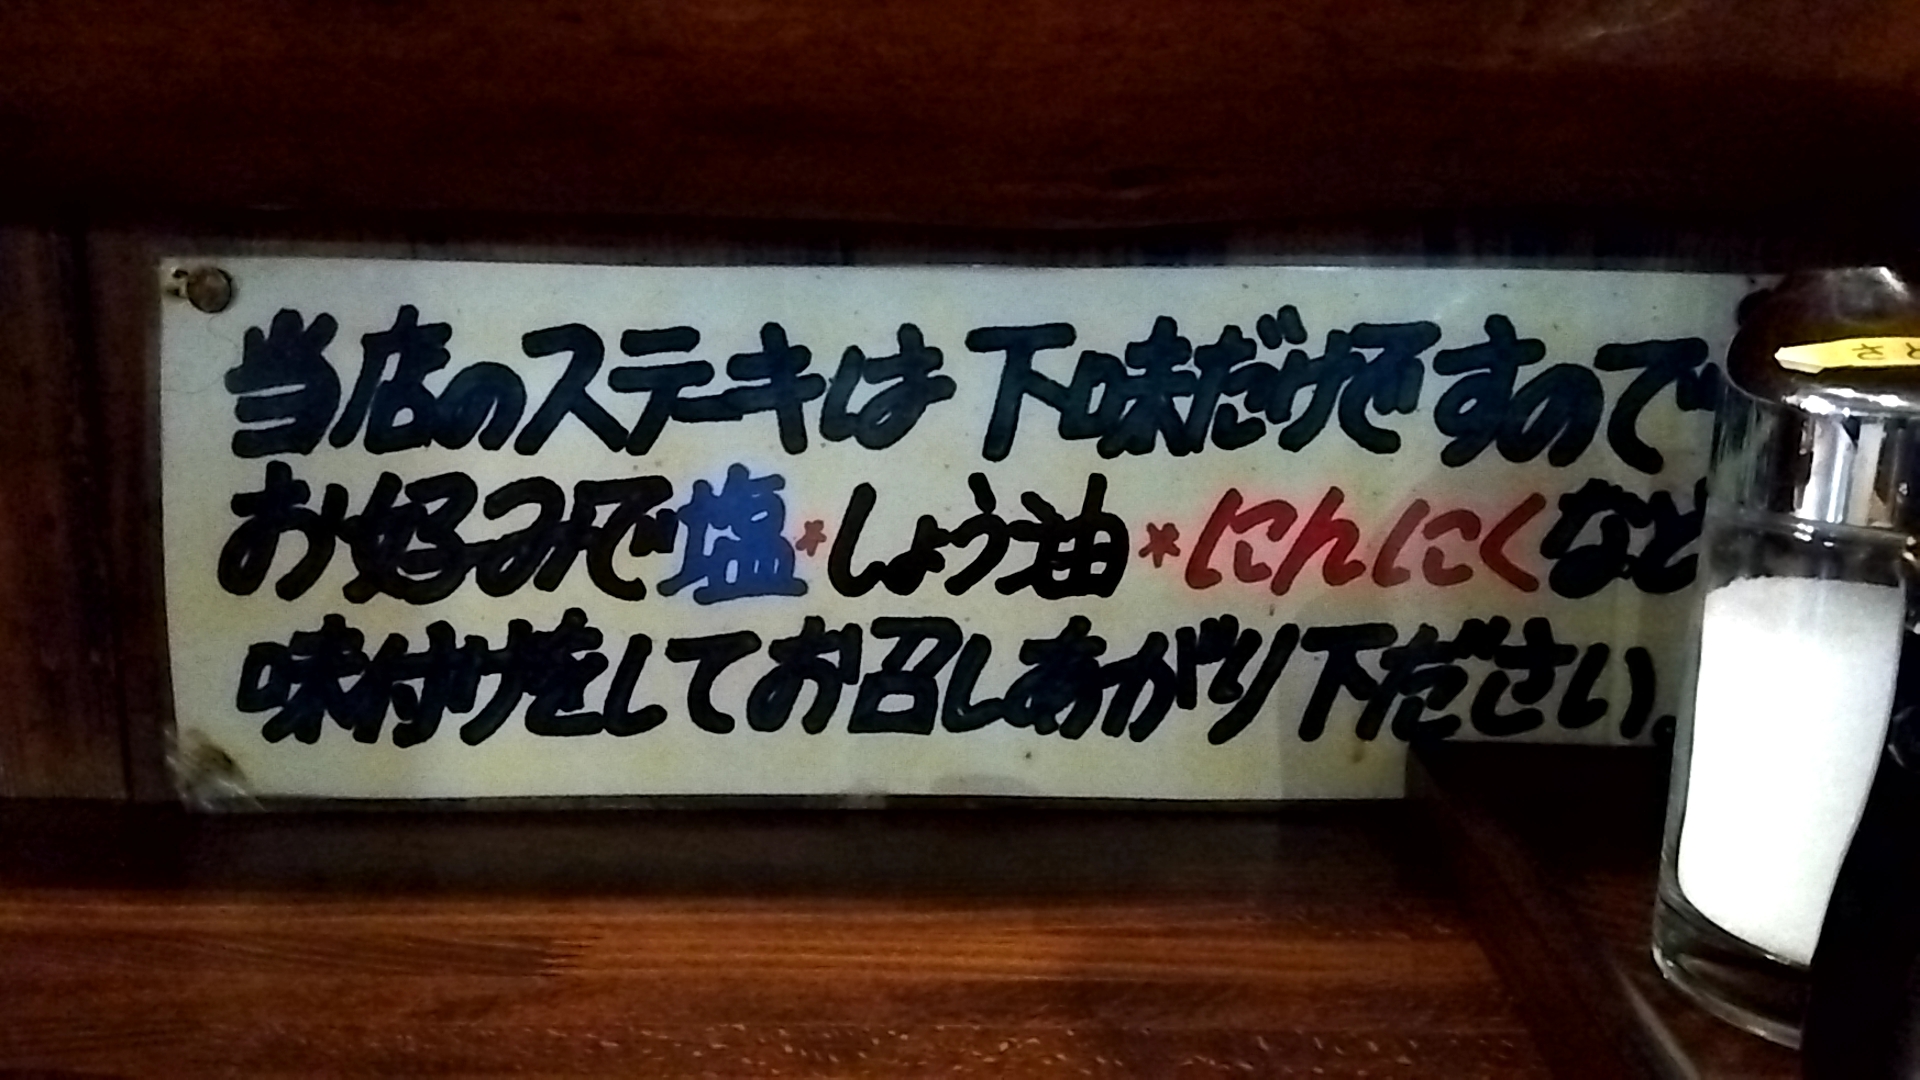 当店のステーキは下味だけですので
お好みで塩*しょう油*にんにくなど
味付けをしてお召しあがり下ださい。